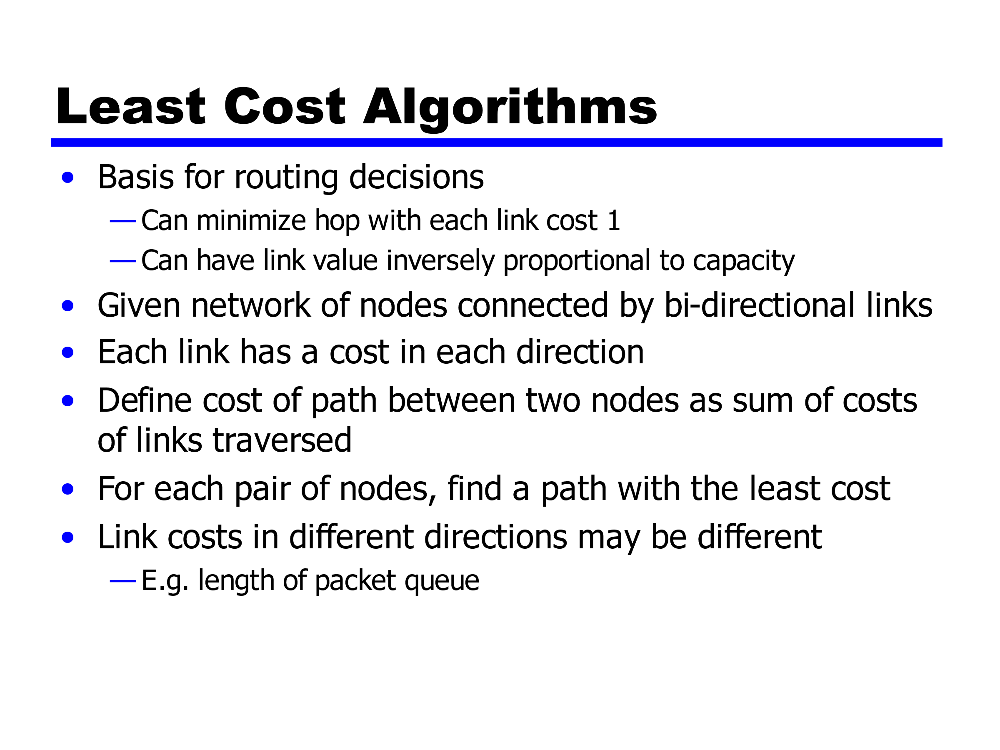 Least Cost Algorithms
• Basis for routing decisions
— Can minimize hop with each link cost 1
— Can have link value inversely proportional to capacity
• Given network of nodes connected by bi-directional links
• Each link has a cost in each direction
• Define cost of path between two nodes as sum of costs
of links traversed
• For each pair of nodes, find a path with the least cost
• Link costs in different directions may be different
— E.g. length of packet queue